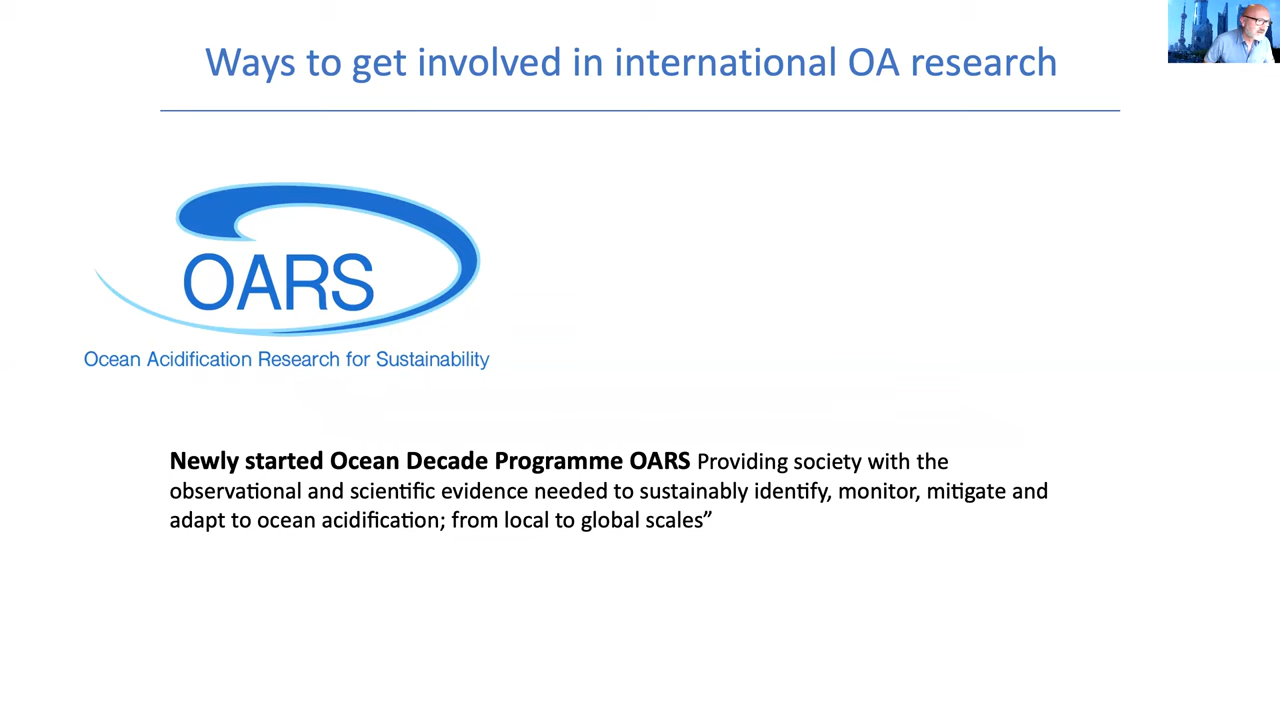 Ways to get involved in international OA research
OARS
Ocean Acidification Research for Sustainability
Newly started Ocean Decade Programme OARS Providing society with the
observational and scientific evidence needed to sustainably identify, monitor, mitigate and
adapt to ocean acidification; from local to global scales”